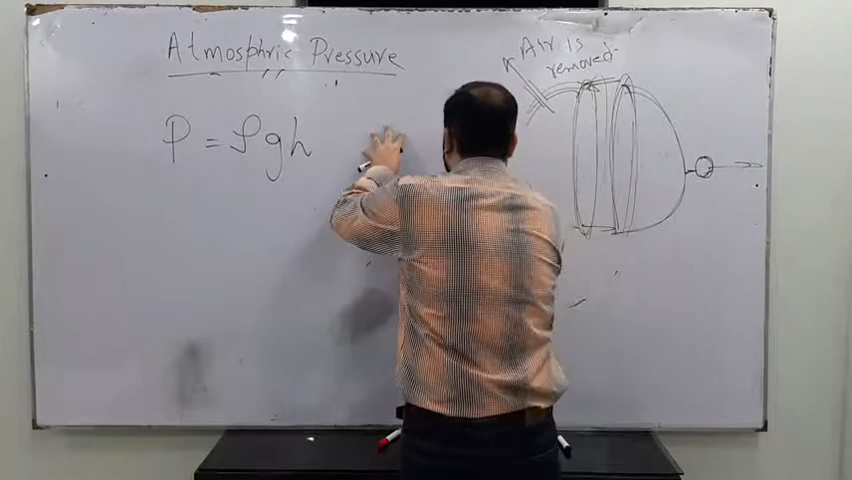 Atmosphric Pressure
P = ρgh
Air is
removed.